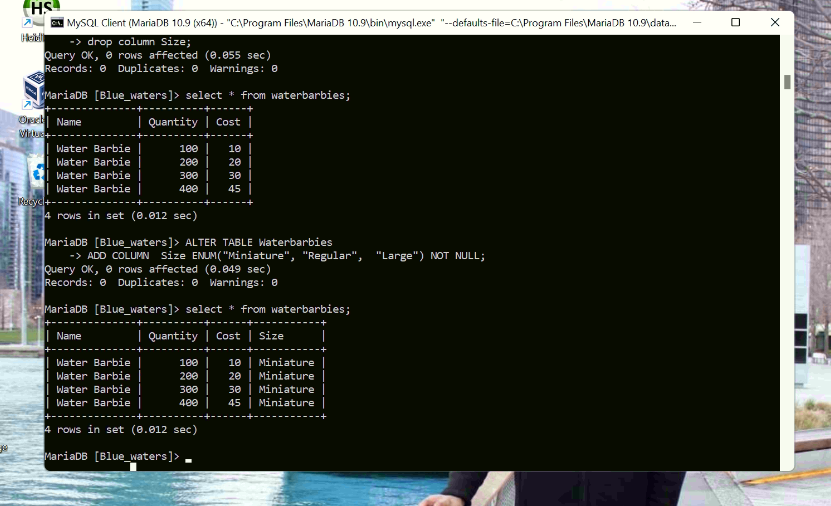 HS
MySQL Client (MariaDB 10.9 (x64)) - "C:\Program Files\MariaDB 10.9\bin\mysql.exe" "--defaults-file=C:\Program Files\MariaDB 10.9\data...
Heidi
-> drop column Size;
Query OK, 0 rows affected (0.055 sec)
Records: 0 Duplicates: 0 Warnings: 0
MariaDB [Blue_waters]> select * from waterbarbies;
+--------------+----------+------+
| Name | Quantity | Cost |
+--------------+----------+------+
| Water Barbie | 100 | 10 |
| Water Barbie | 200 | 20 |
| Water Barbie | 300 | 30 |
| Water Barbie | 400 | 45 |
+--------------+----------+------+
4 rows in set (0.012 sec)
Orac
Virtua
Recyc
MariaDB [Blue_waters]> ALTER TABLE Waterbarbies
-> ADD COLUMN Size ENUM("Miniature", "Regular", "Large") NOT NULL;
Query OK, 0 rows affected (0.049 sec)
Records: 0 Duplicates: 0 Warnings: 0
MariaDB [Blue_waters]> select * from waterbarbies;
+--------------+----------+------+-----------+
| Name | Quantity | Cost | Size |
+--------------+----------+------+-----------+
| Water Barbie | 100 | 10 | Miniature |
| Water Barbie | 200 | 20 | Miniature |
| Water Barbie | 300 | 30 | Miniature |
| Water Barbie | 400 | 45 | Miniature |
+--------------+----------+------+-----------+
4 rows in set (0.012 sec)
MariaDB [Blue_waters]>